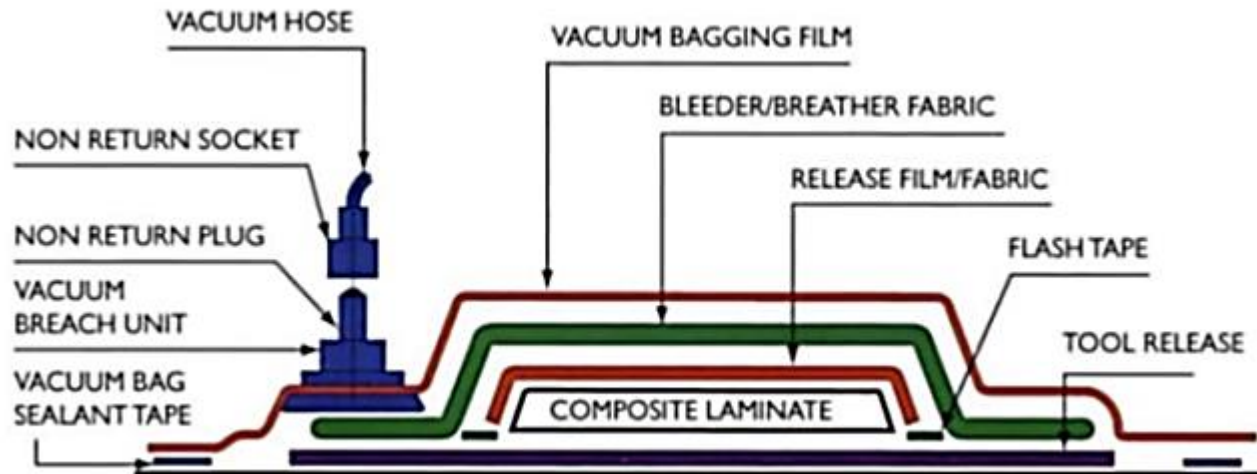 VACUUM HOSE
VACUUM BAGGING FILM
BLEEDER/BREATHER FABRIC
NON RETURN SOCKET
RELEASE FILM/FABRIC
NON RETURN PLUG
FLASH TAPE
VACUUM
BREACH UNIT
TOOL RELEASE
VACUUM BAG
SEALANT TAPE
COMPOSITE LAMINATE